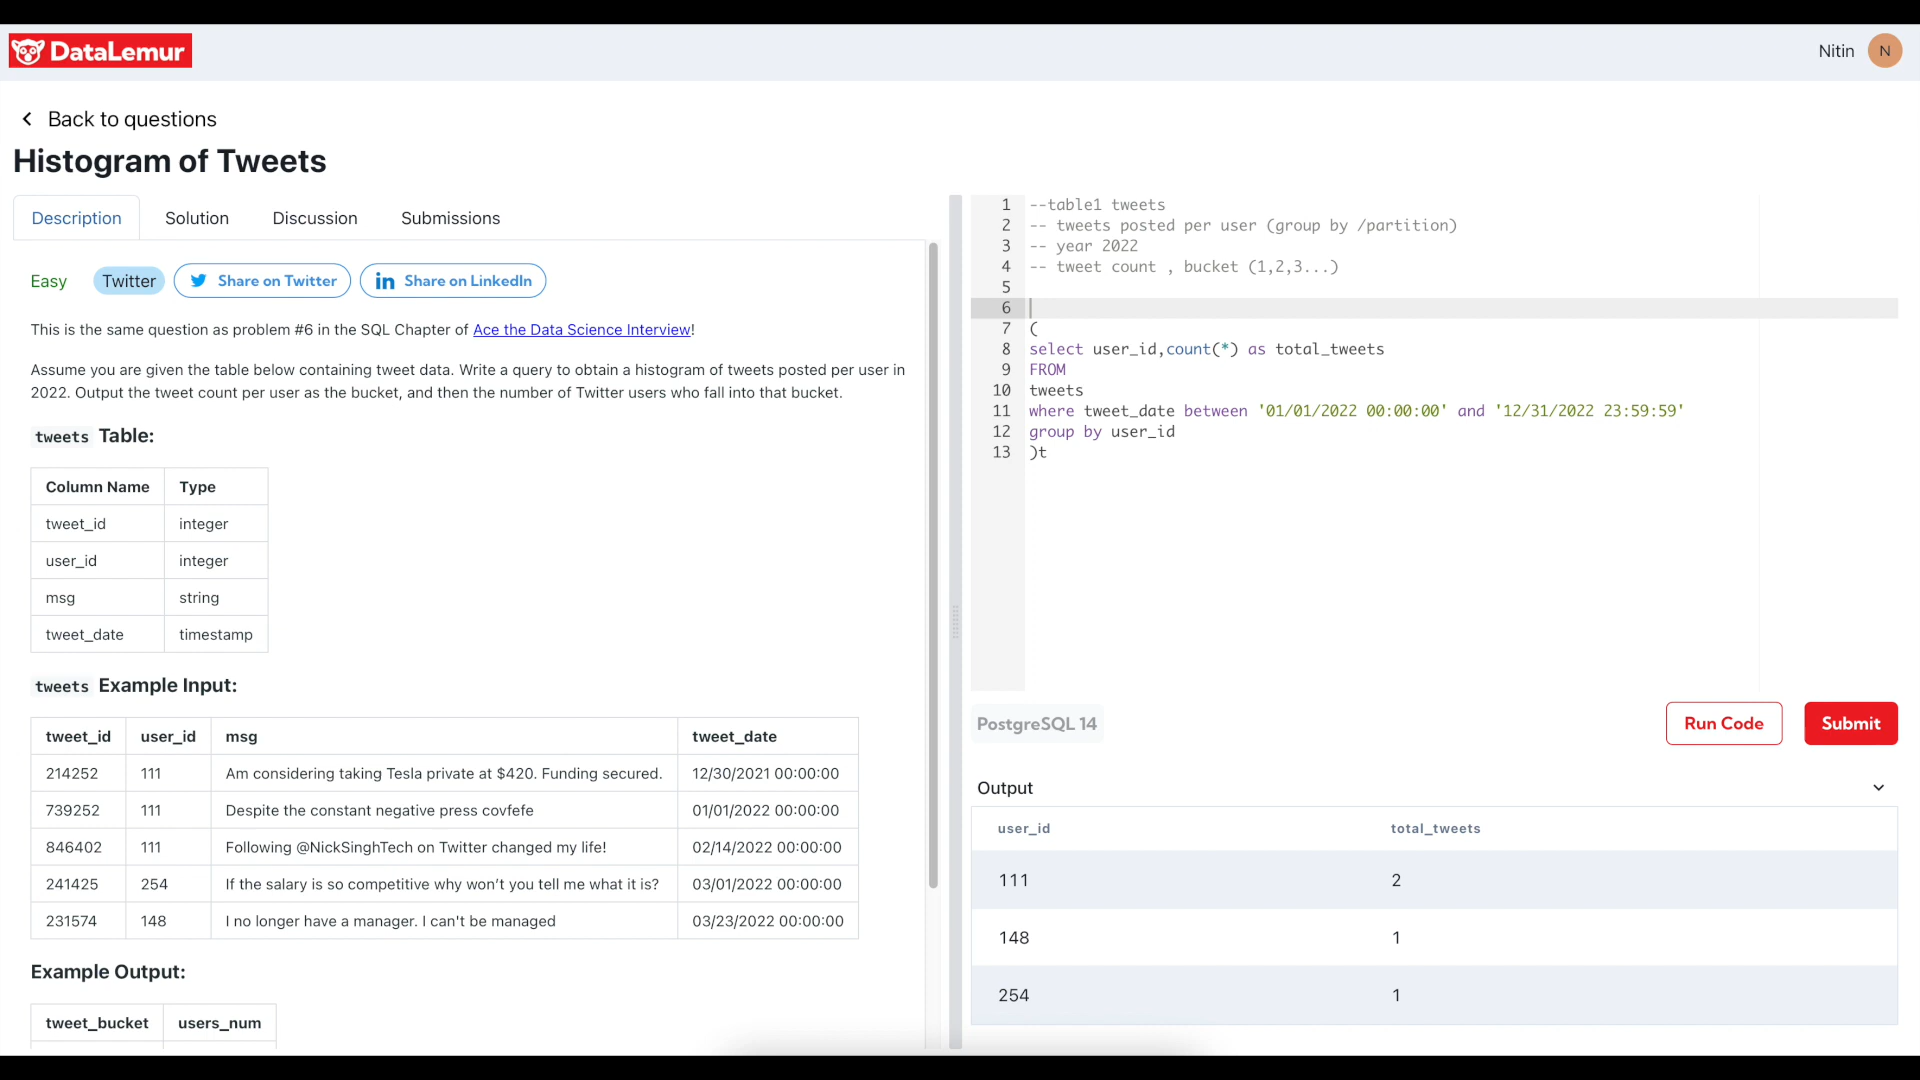 DataLemur
Nitin
N
Back to questions
Histogram of Tweets
Description
Solution
Discussion
Submissions
Easy
Twitter
Share on Twitter
Share on LinkedIn
This is the same question as problem #6 in the SQL Chapter of Ace the Data Science Interview!
Assume you are given the table below containing tweet data. Write a query to obtain a histogram of tweets posted per user in
2022. Output the tweet count per user as the bucket, and then the number of Twitter users who fall into that bucket.
tweets Table:
Column Name Type
tweet_id integer
user_id integer
msg string
tweet_date timestamp
tweets Example Input:
tweet_id user_id msg tweet_date
214252 111 Am considering taking Tesla private at $420. Funding secured. 12/30/2021 00:00:00
739252 111 Despite the constant negative press covfefe 01/01/2022 00:00:00
846402 111 Following @NickSinghTech on Twitter changed my life! 02/14/2022 00:00:00
241425 254 If the salary is so competitive why won’t you tell me what it is? 03/01/2022 00:00:00
231574 148 I no longer have a manager. I can't be managed 03/23/2022 00:00:00
Example Output:
tweet_bucket users_num
1 --table1 tweets
2 -- tweets posted per user (group by /partition)
3 -- year 2022
4 -- tweet count , bucket (1,2,3...)
5
6
7 (
8 select user_id,count(*) as total_tweets
9 FROM
10 tweets
11 where tweet_date between '01/01/2022 00:00:00' and '12/31/2022 23:59:59'
12 group by user_id
13 )t
PostgreSQL 14
Run Code
Submit
Output
user_id total_tweets
111 2
148 1
254 1